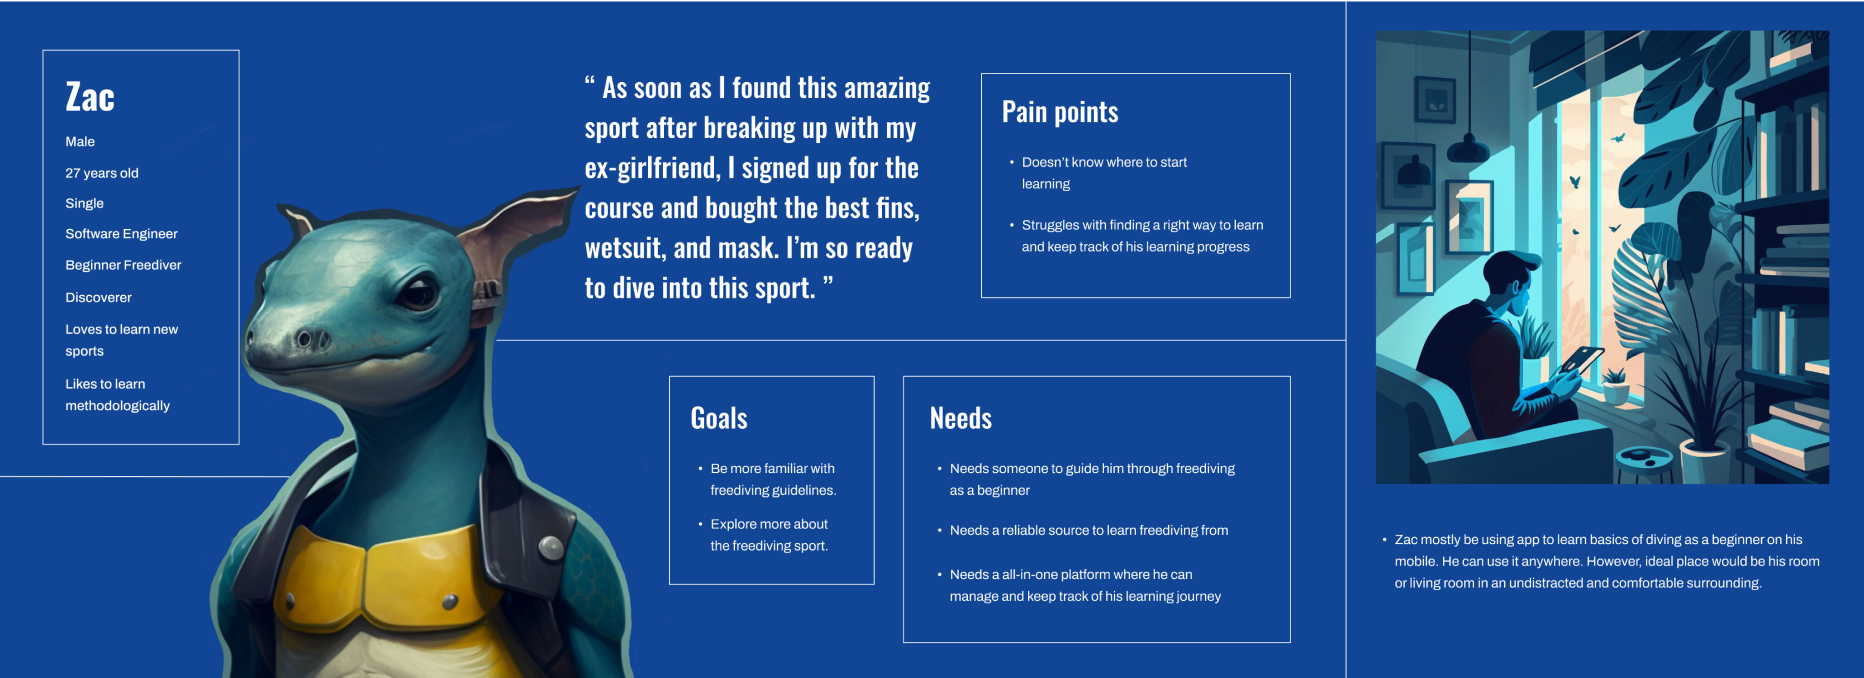 Zac
Male
27 years old
Single
Software Engineer
Beginner Freediver
Discoverer
Loves to learn new
sports
Likes to learn
methodologically
“ As soon as I found this amazing
sport after breaking up with my
ex-girlfriend, I signed up for the
course and bought the best fins,
wetsuit, and mask. I’m so ready
to dive into this sport. ”
Pain points
• Doesn’t know where to start
learning
• Struggles with finding a right way to learn
and keep track of his learning progress
Goals
• Be more familiar with
freediving guidelines.
• Explore more about
the freediving sport.
Needs
• Needs someone to guide him through freediving
as a beginner
• Needs a reliable source to learn freediving from
• Needs a all-in-one platform where he can
manage and keep track of his learning journey
• Zac mostly be using app to learn basics of diving as a beginner on his
mobile. He can use it anywhere. However, ideal place would be his room
or living room in an undistracted and comfortable surrounding.